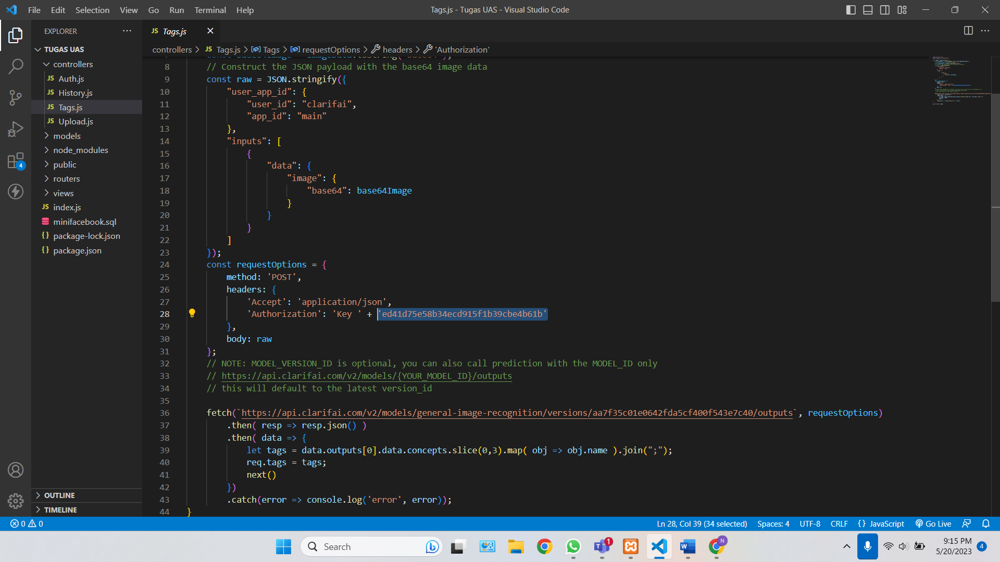 File Edit Selection View Go Run Terminal Help
Tags.js - Tugas UAS - Visual Studio Code
EXPLORER
TUGAS UAS
controllers
JS Auth.js
JS History.js
JS Tags.js
JS Upload.js
models
node_modules
public
routers
views
JS index.js
minifacebook.sql
{} package-lock.json
{} package.json
OUTLINE
TIMELINE
4
JS Tags.js
controllers > JS Tags.js > Tags > requestOptions > headers > 'Authorization'
8 // Construct the JSON payload with the base64 image data
9 const raw = JSON.stringify({
10 "user_app_id": {
11 "user_id": "clarifai",
12 "app_id": "main"
13 },
14 "inputs": [
15 {
16 "data": {
17 "image": {
18 "base64": base64Image
19 }
20 }
21 }
22 ]
23 });
24 const requestOptions = {
25 method: 'POST',
26 headers: {
27 'Accept': 'application/json',
28 'Authorization': 'Key ' + 'ed41d75e58b34ecd915f1b39cbe4b61b'
29 },
30 body: raw
31 };
32 // NOTE: MODEL_VERSION_ID is optional, you can also call prediction with the MODEL_ID only
33 // https://api.clarifai.com/v2/models/{YOUR_MODEL_ID}/outputs
34 // this will default to the latest version_id
35
36 fetch(`https://api.clarifai.com/v2/models/general-image-recognition/versions/aa7f35c01e0642fda5cf400f543e7c40/outputs`, requestOptions)
37 .then( resp => resp.json() )
38 .then( data => {
39 let tags = data.outputs[0].data.concepts.slice(0,3).map( obj => obj.name ).join(";");
40 req.tags = tags;
41 next()
42 })
43 .catch(error => console.log('error', error));
44 }
0 0
Ln 28, Col 39 (34 selected) Spaces: 4 UTF-8 CRLF {} JavaScript Go Live
Search
1
N
9:15 PM
5/20/2023
4